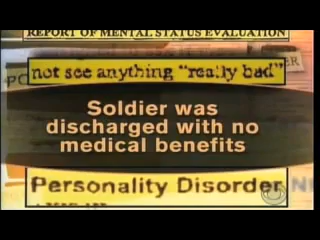 REPORT OF MENTAL STATUS EVALUATION
not see anything "really bad"
Soldier was
discharged with no
medical benefits
Personality Disorder